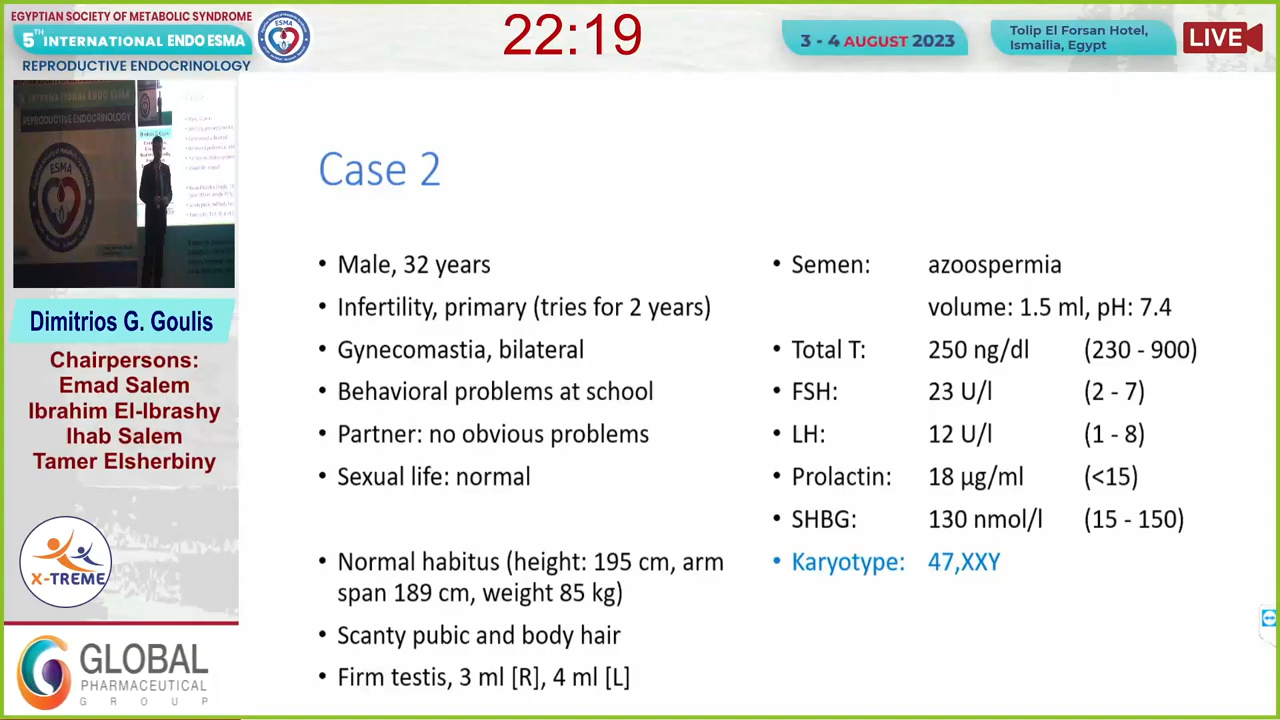 EGYPTIAN SOCIETY OF METABOLIC SYNDROME
5TH INTERNATIONAL ENDO ESMA
REPRODUCTIVE ENDOCRINOLOGY
ESMA
22:19
3 - 4 AUGUST 2023
Tolip El Forsan Hotel,
Ismailia, Egypt
LIVE
REPRODUCTIVE ENDOCRINOLOGY
ESMA
Dimitrios G. Goulis
Chairpersons:
Emad Salem
Ibrahim El-Ibrashy
Ihab Salem
Tamer Elsherbiny
X-TREME
GLOBAL
PHARMACEUTICAL
GROUP
Case 2
• Male, 32 years
• Infertility, primary (tries for 2 years)
• Gynecomastia, bilateral
• Behavioral problems at school
• Partner: no obvious problems
• Sexual life: normal
• Normal habitus (height: 195 cm, arm
span 189 cm, weight 85 kg)
• Scanty pubic and body hair
• Firm testis, 3 ml [R], 4 ml [L]
• Semen: azoospermia
volume: 1.5 ml, pH: 7.4
• Total T: 250 ng/dl (230 - 900)
• FSH: 23 U/l (2 - 7)
• LH: 12 U/l (1 - 8)
• Prolactin: 18 μg/ml (<15)
• SHBG: 130 nmol/l (15 - 150)
• Karyotype: 47,XXY